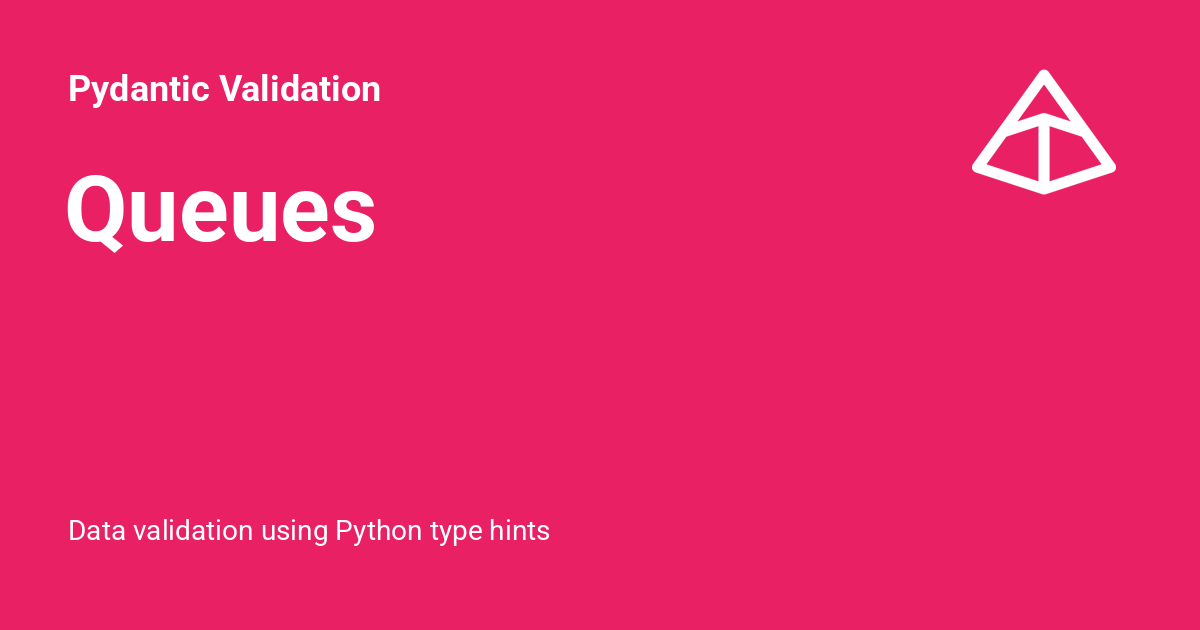 Pydantic Validation
Queues
Data validation using Python type hints